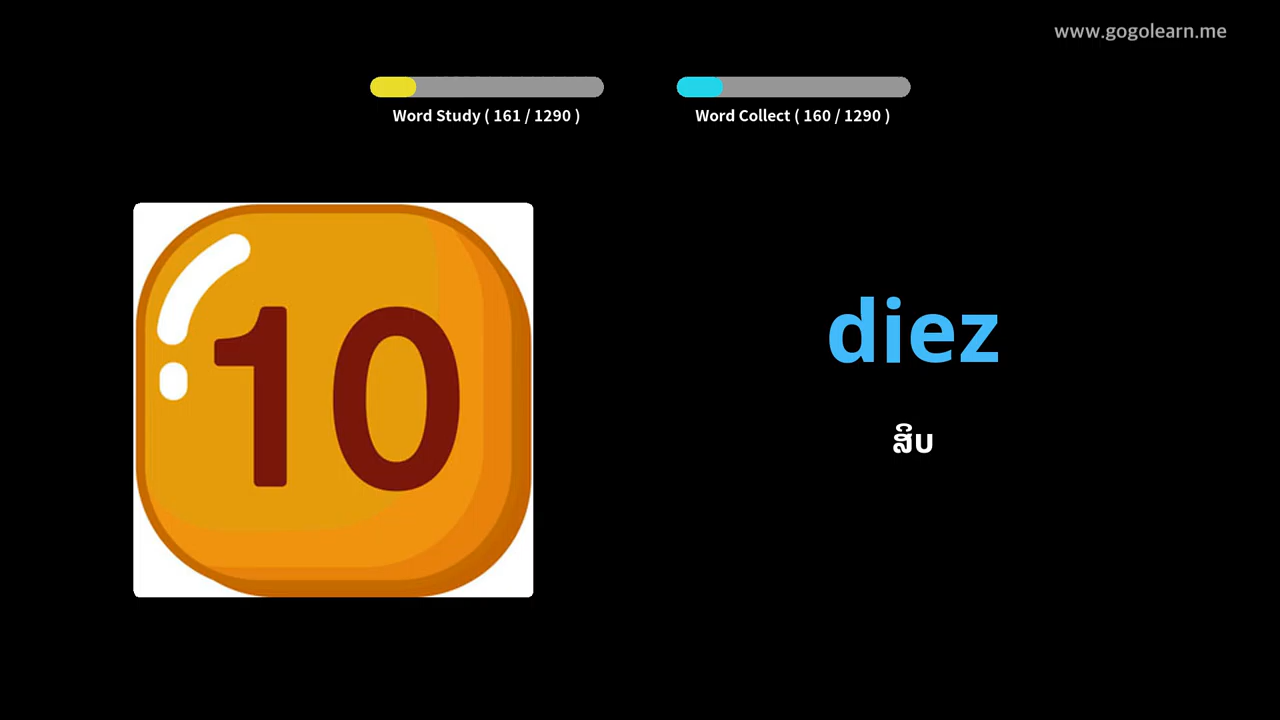 www.gogolearn.me
Word Study ( 161 / 1290 )
Word Collect ( 160 / 1290 )
10
diez
ສິບ